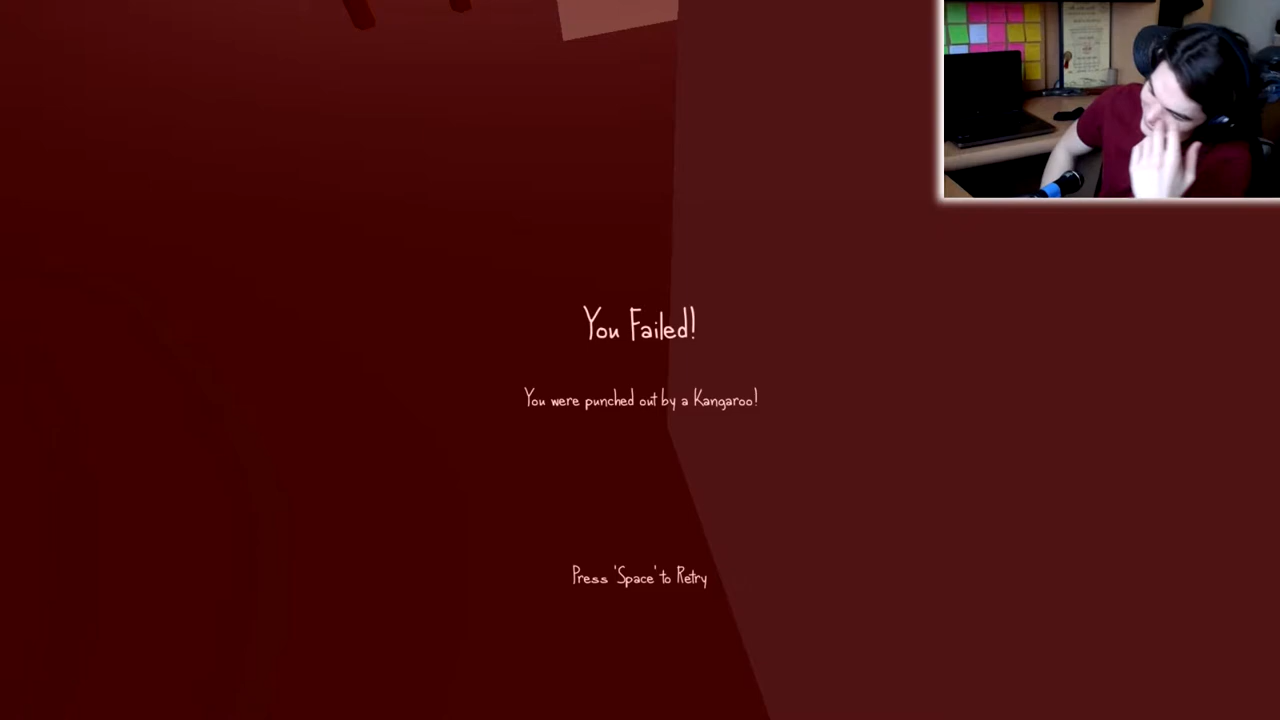 You Failed!
You were punched out by a Kangaroo!
Press 'Space' to Retry